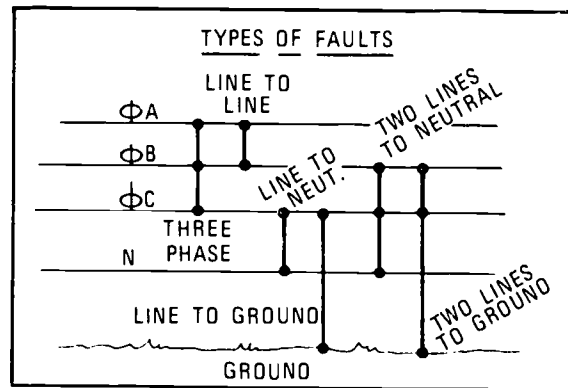 TYPES OF FAULTS
LINE TO
LINE
TWO LINES
TO NEUTRAL
ΦA
ΦB
LINE TO
NEUT.
ΦC
THREE
PHASE
N
LINE TO GROUND
TWO LINES
TO GROUND
GROUND